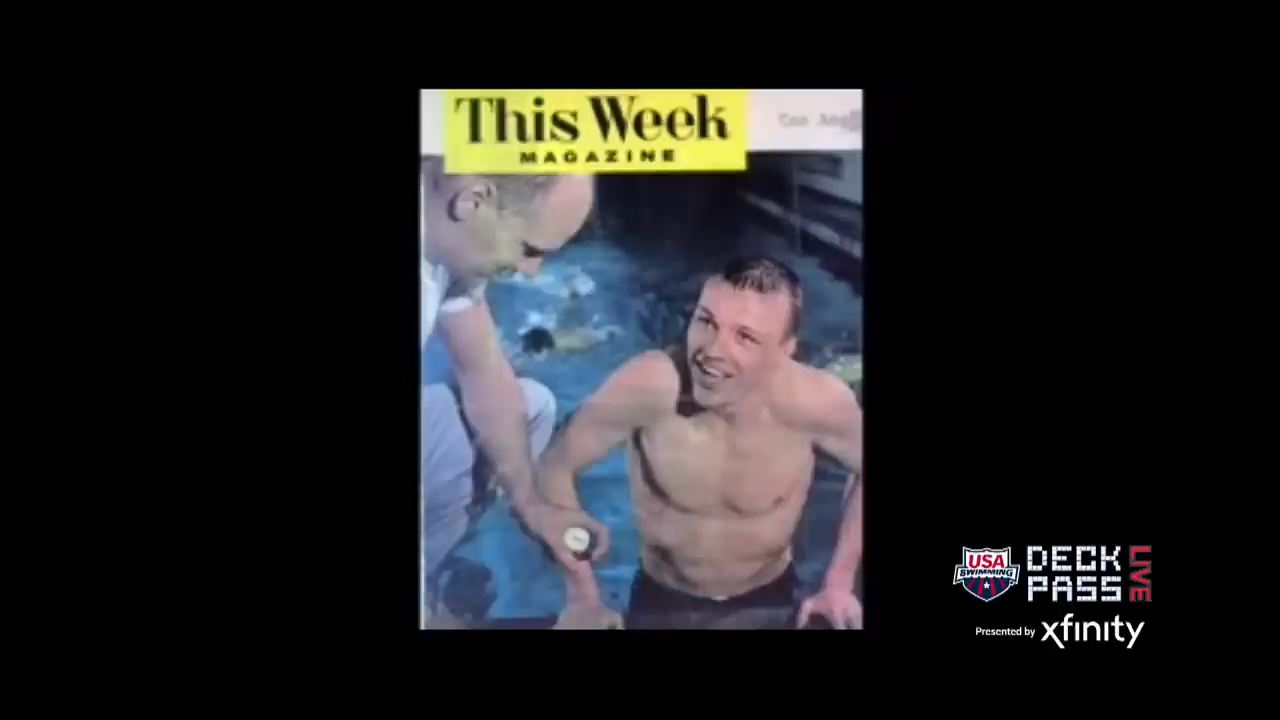 This Week
MAGAZINE
USA
SWIMMING
DECK
PASS
LIVE
Presented by xfinity